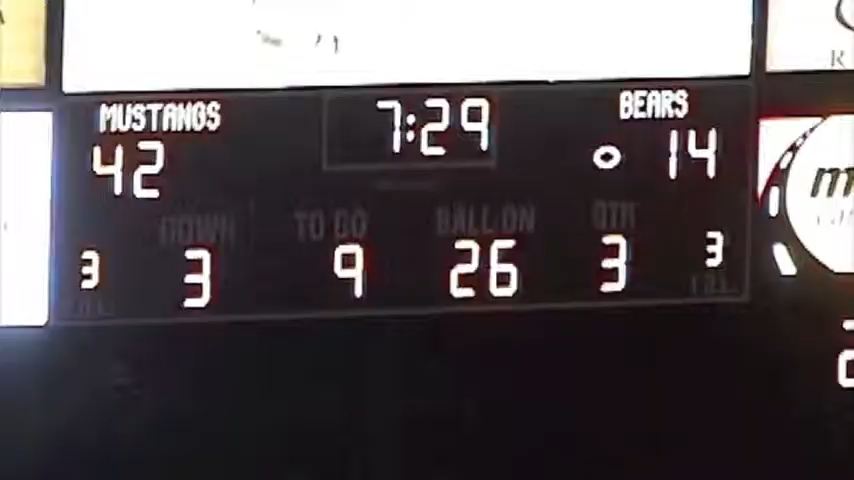 MUSTANGS 7:29 BEARS
42 14
DOWN TO GO BALL ON QTR
3 3 9 26 3 3